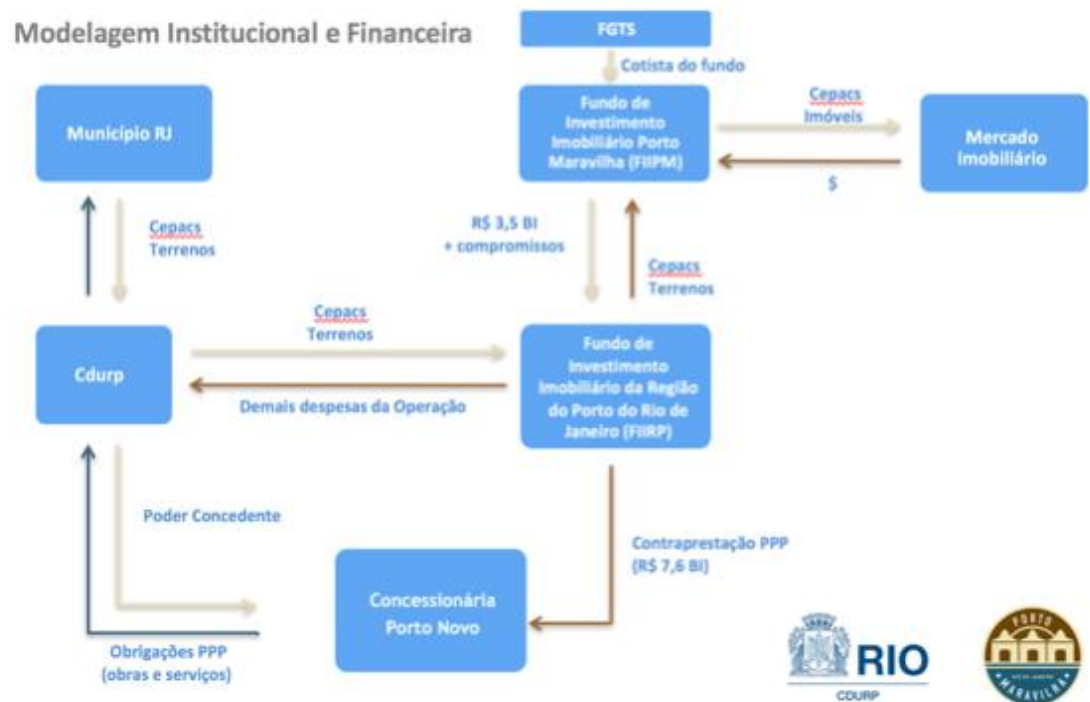 Modelagem Institucional e Financeira
FGTS
Cotista do fundo
Município RJ
Fundo de
Investimento
Imobiliário Porto
Maravilha (FIIPM)
Cepacs
Imóveis
Mercado
Imobiliário
$
Cepacs
Terrenos
R$ 3,5 BI
+ compromissos
Cepacs
Terrenos
Cdurp
Cepacs
Terrenos
Demais despesas da Operação
Fundo de
Investimento
Imobiliário da Região
do Porto do Rio de
Janeiro (FIIRP)
Poder Concedente
Contraprestação PPP
(R$ 7,6 BI)
Concessionária
Porto Novo
Obrigações PPP
(obras e serviços)
RIO
CDURP
PORTO
RIO DE JANEIRO
MARAVILHA